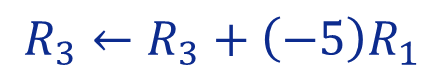 R₃ ← R₃ + (−5)R₁